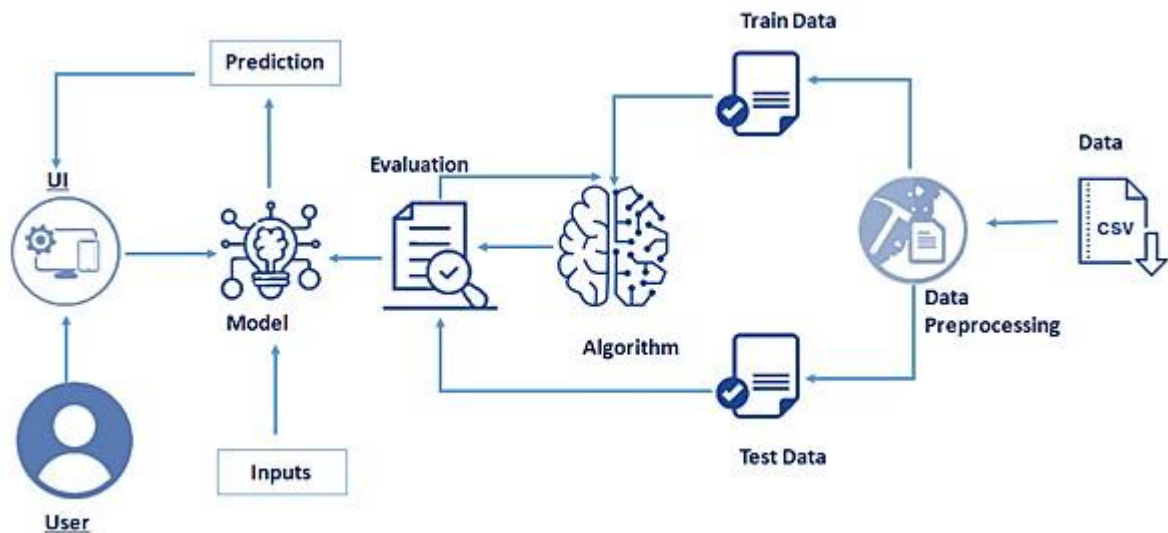 Train Data
Prediction
Data
Evaluation
UI
CSV
Model
Data
Preprocessing
Algorithm
Inputs
Test Data
User